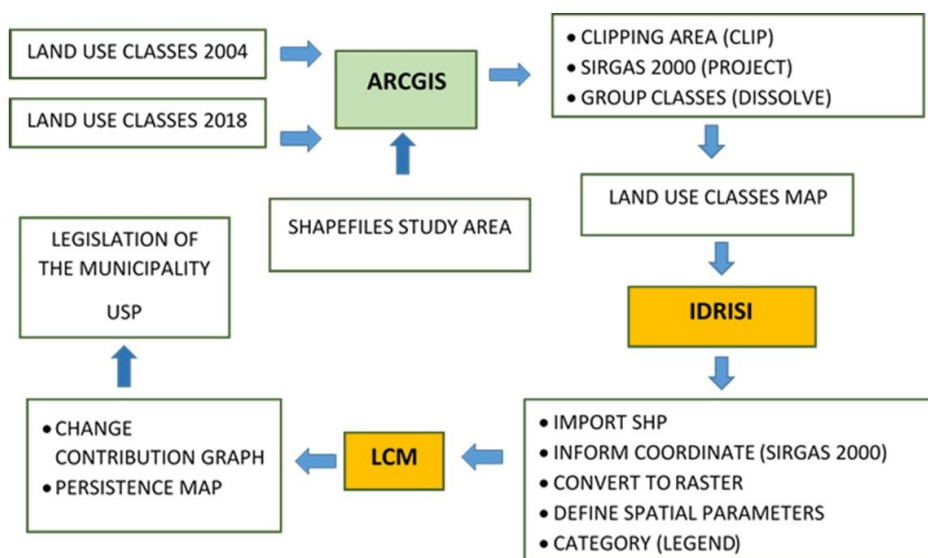 LAND USE CLASSES 2004
LAND USE CLASSES 2018
ARCGIS
SHAPEFILES STUDY AREA
• CLIPPING AREA (CLIP)
• SIRGAS 2000 (PROJECT)
• GROUP CLASSES (DISSOLVE)
LAND USE CLASSES MAP
IDRISI
• IMPORT SHP
• INFORM COORDINATE (SIRGAS 2000)
• CONVERT TO RASTER
• DEFINE SPATIAL PARAMETERS
• CATEGORY (LEGEND)
LCM
• CHANGE
CONTRIBUTION GRAPH
• PERSISTENCE MAP
LEGISLATION OF
THE MUNICIPALITY
USP